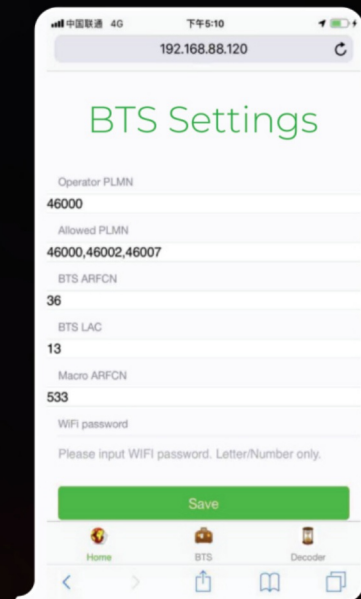 中国联通 4G 下午5:10
192.168.88.120
BTS Settings
Operator PLMN
46000
Allowed PLMN
46000,46002,46007
BTS ARFCN
36
BTS LAC
13
Macro ARFCN
533
WiFi password
Please input WIFI password. Letter/Number only.
Save
Home BTS Decoder